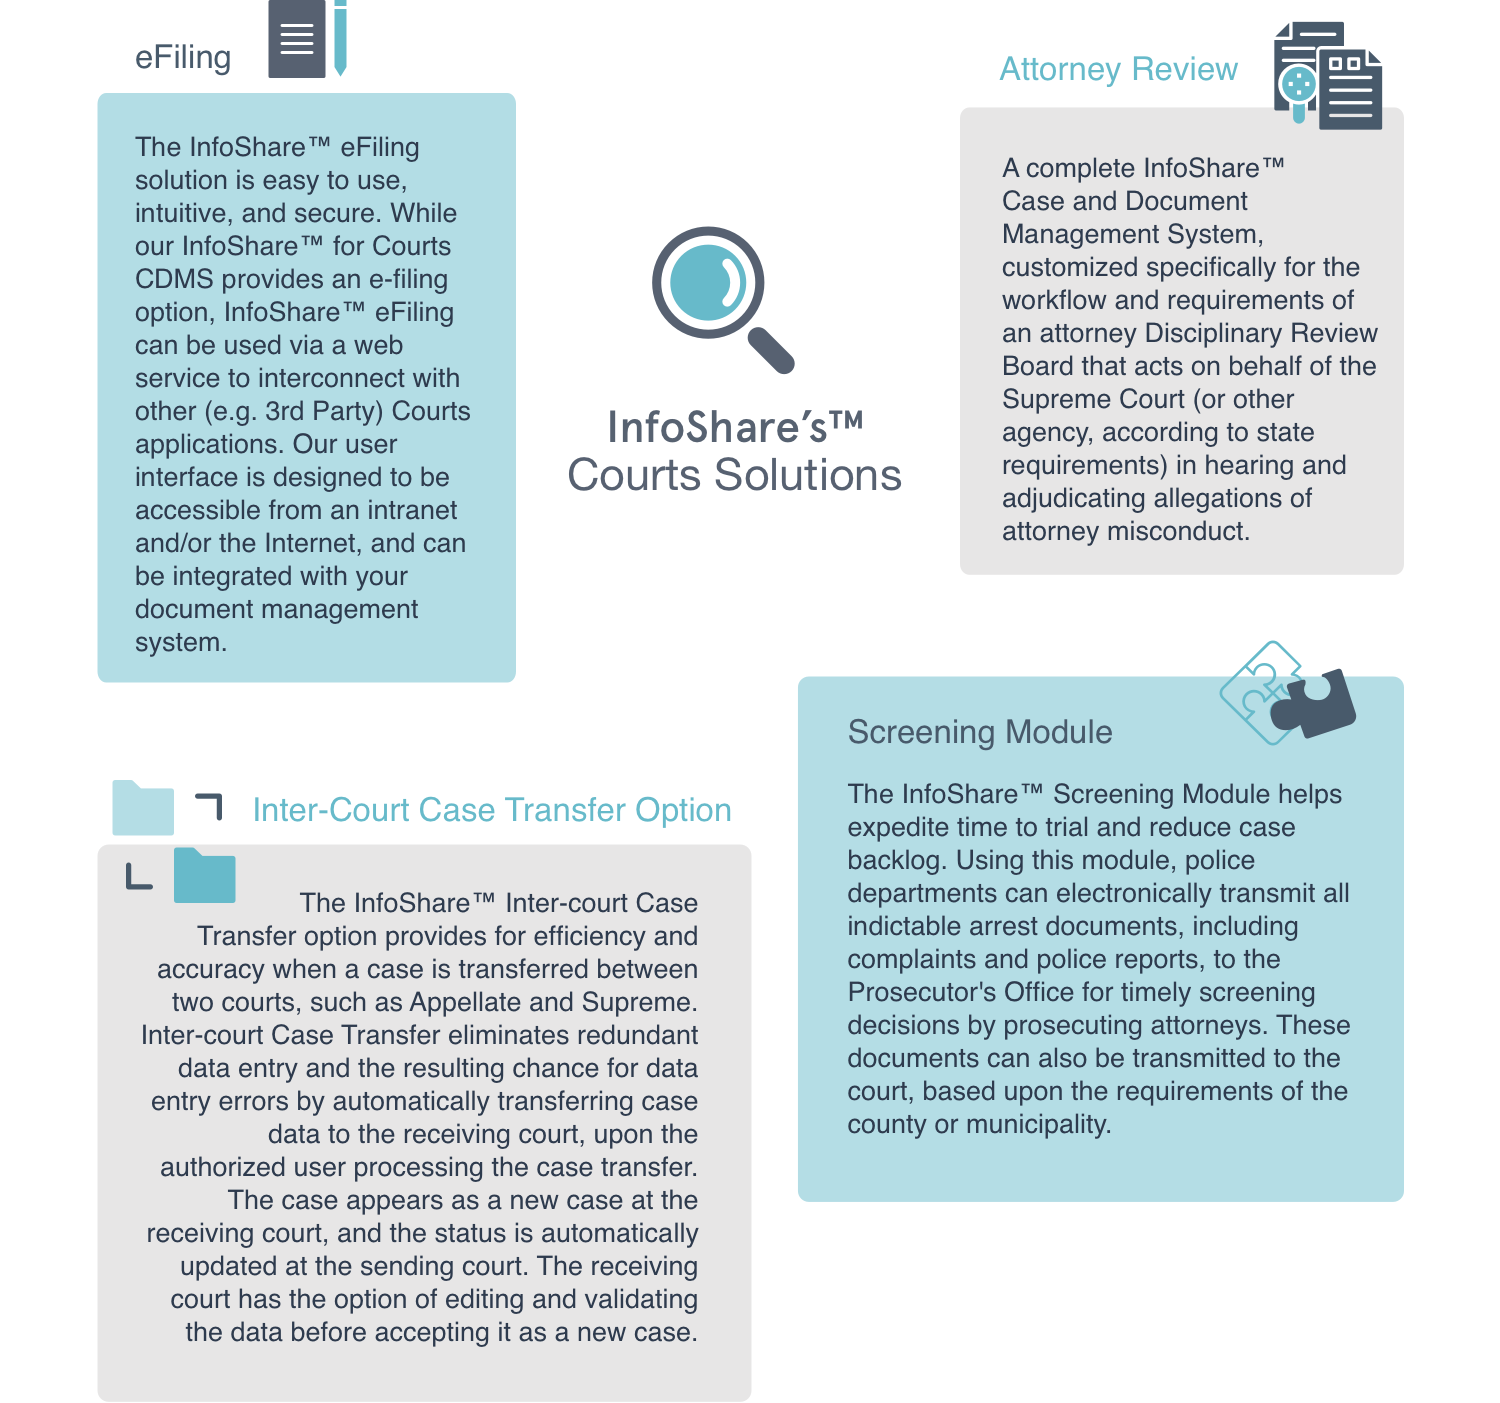 eFiling
The InfoShare™ eFiling
solution is easy to use,
intuitive, and secure. While
our InfoShare™ for Courts
CDMS provides an e-filing
option, InfoShare™ eFiling
can be used via a web
service to interconnect with
other (e.g. 3rd Party) Courts
applications. Our user
interface is designed to be
accessible from an intranet
and/or the Internet, and can
be integrated with your
document management
system.
InfoShare’s™
Courts Solutions
Attorney Review
A complete InfoShare™
Case and Document
Management System,
customized specifically for the
workflow and requirements of
an attorney Disciplinary Review
Board that acts on behalf of the
Supreme Court (or other
agency, according to state
requirements) in hearing and
adjudicating allegations of
attorney misconduct.
Inter-Court Case Transfer Option
The InfoShare™ Inter-court Case
Transfer option provides for efficiency and
accuracy when a case is transferred between
two courts, such as Appellate and Supreme.
Inter-court Case Transfer eliminates redundant
data entry and the resulting chance for data
entry errors by automatically transferring case
data to the receiving court, upon the
authorized user processing the case transfer.
The case appears as a new case at the
receiving court, and the status is automatically
updated at the sending court. The receiving
court has the option of editing and validating
the data before accepting it as a new case.
Screening Module
The InfoShare™ Screening Module helps
expedite time to trial and reduce case
backlog. Using this module, police
departments can electronically transmit all
indictable arrest documents, including
complaints and police reports, to the
Prosecutor's Office for timely screening
decisions by prosecuting attorneys. These
documents can also be transmitted to the
court, based upon the requirements of the
county or municipality.